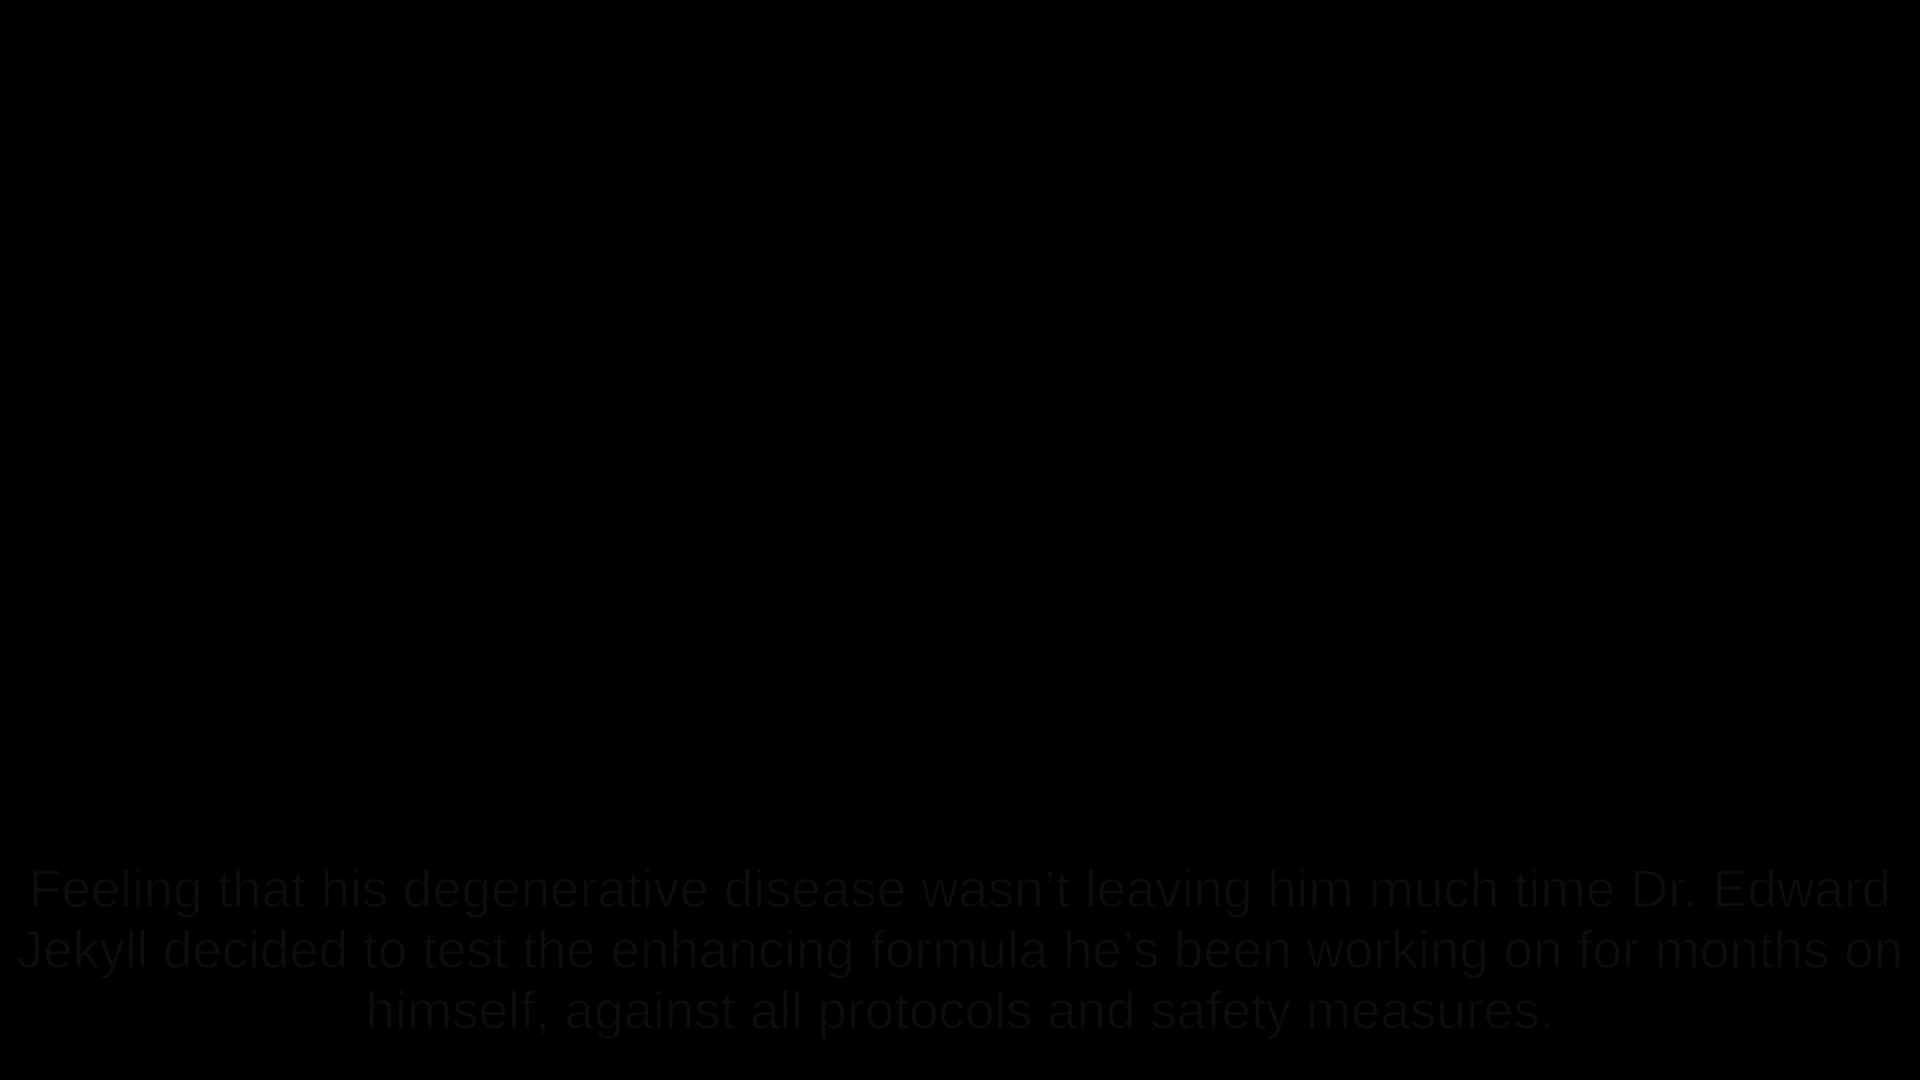 Feeling that his degenerative disease wasn’t leaving him much time Dr. Edward
Jekyll decided to test the enhancing formula he’s been working on for months on
himself, against all protocols and safety measures.